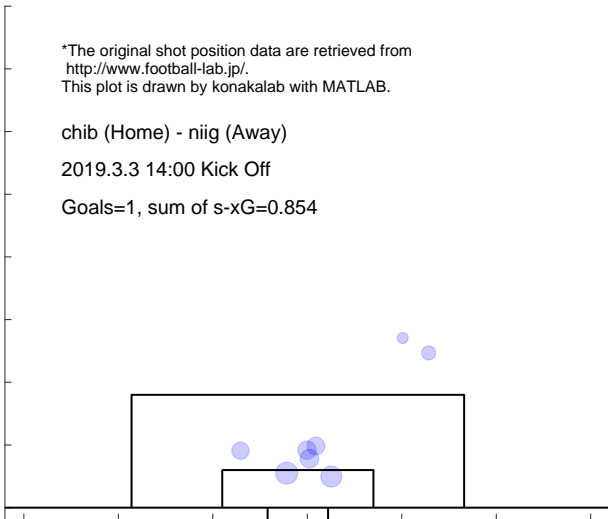 *The original shot position data are retrieved from
http://www.football-lab.jp/.
This plot is drawn by konakalab with MATLAB.
chib (Home) - niig (Away)
2019.3.3 14:00 Kick Off
Goals=1, sum of s-xG=0.854